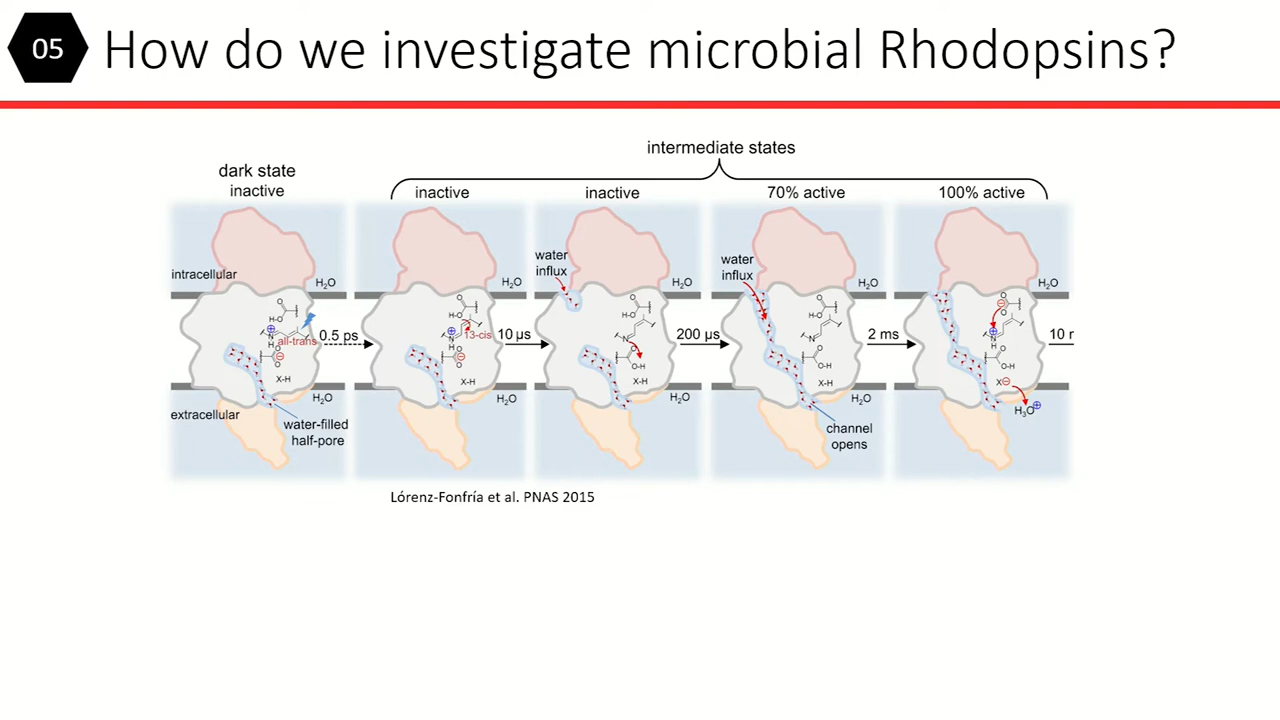 05
How do we investigate microbial Rhodopsins?
intermediate states
dark state
inactive
inactive
inactive
70% active
100% active
intracellular
H₂O
H-O
O
N
H
all-trans
O
O
X-H
extracellular
H₂O
water-filled
half-pore
0.5 ps
H₂O
H-O
O
N
H
13-cis
O
O
X-H
H₂O
10 µs
water
influx
H₂O
H-O
O
N
O
O-H
X-H
H₂O
200 µs
water
influx
H₂O
H-O
O
N
O
O-H
X-H
H₂O
channel
opens
2 ms
H₂O
O
O
N
H
O
O-H
X
H₃O
10
Lórenz-Fonfría et al. PNAS 2015